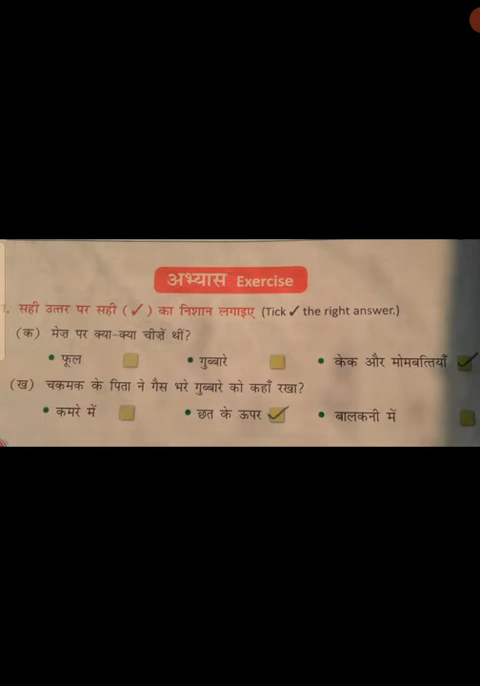 अभ्यास Exercise
1. सही उत्तर पर सही (✓) का निशान लगाइए (Tick ✓ the right answer.)
(क) मेज़ पर क्या-क्या चीज़ें थीं?
• फूल • गुब्बारे • केक और मोमबत्तियाँ ✓
(ख) चकमक के पिता ने गैस भरे गुब्बारे को कहाँ रखा?
• कमरे में • छत के ऊपर ✓ • बालकनी में